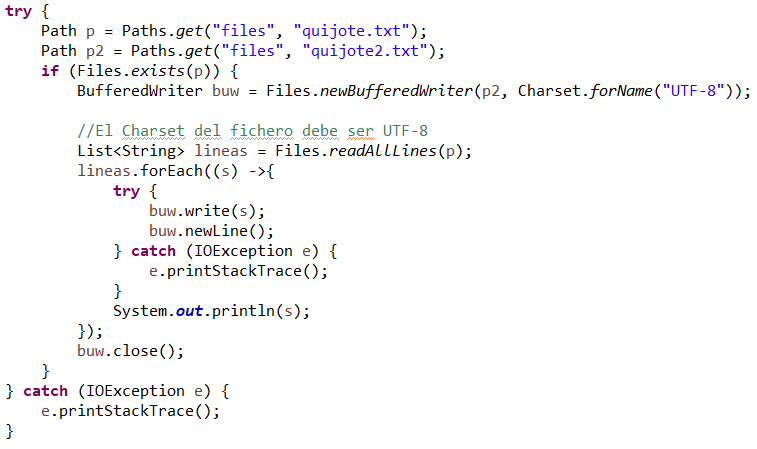 try {
    Path p = Paths.get("files", "quijote.txt");
    Path p2 = Paths.get("files", "quijote2.txt");
    if (Files.exists(p)) {
        BufferedWriter buw = Files.newBufferedWriter(p2, Charset.forName("UTF-8"));

        //El Charset del fichero debe ser UTF-8
        List<String> lineas = Files.readAllLines(p);
        lineas.forEach((s) ->{
            try {
                buw.write(s);
                buw.newLine();
            } catch (IOException e) {
                e.printStackTrace();
            }
            System.out.println(s);
        });
        buw.close();
    }
} catch (IOException e) {
    e.printStackTrace();
}